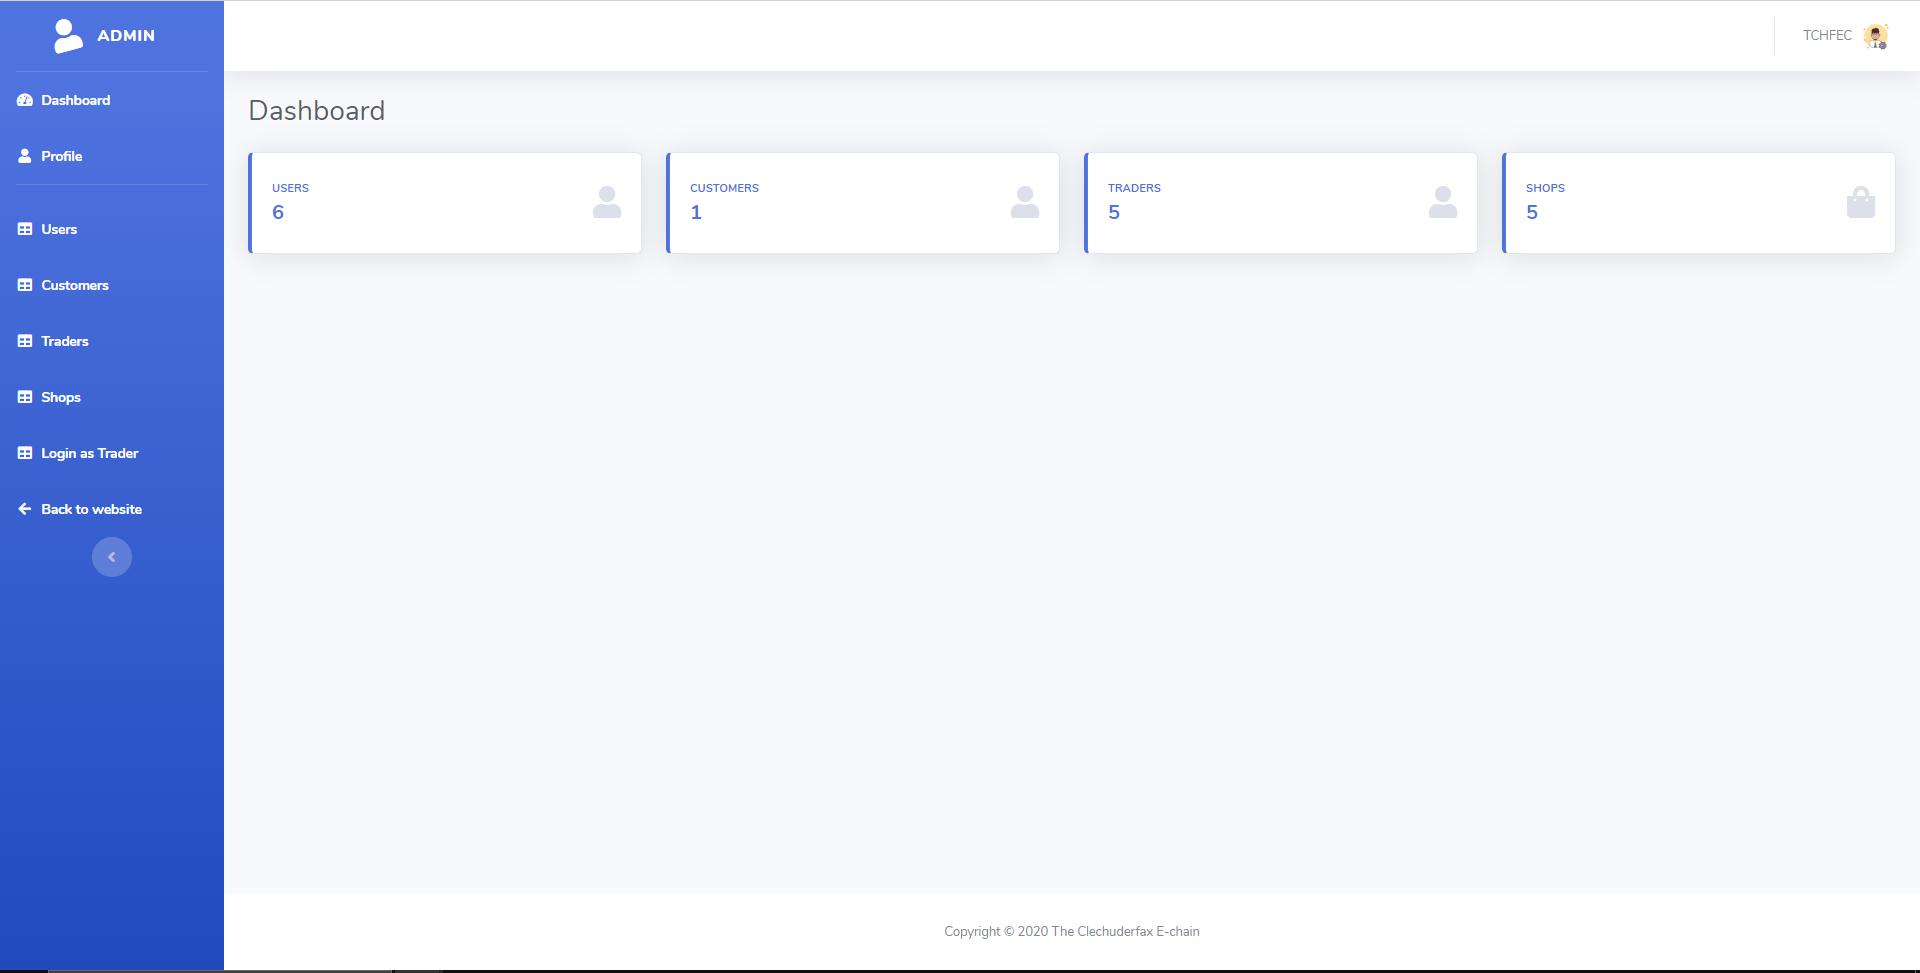 ADMIN
TCHFEC
Dashboard
Profile
Users
Customers
Traders
Shops
Login as Trader
Back to website
Dashboard
USERS
6
CUSTOMERS
1
TRADERS
5
SHOPS
5
Copyright © 2020 The Clechuderfax E-chain